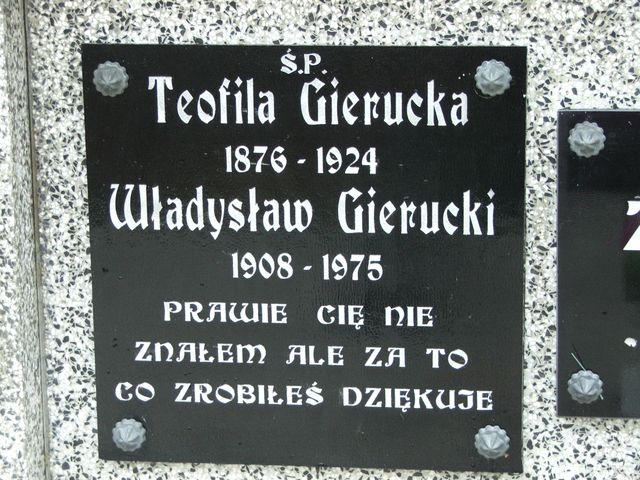 Ś.P.
Teofila Gierucka
1876 - 1924
Władysław Gierucki
1908 - 1975
PRAWIE CIĘ NIE
ZNAŁEM ALE ZA TO
CO ZROBIŁEŚ DZIĘKUJE